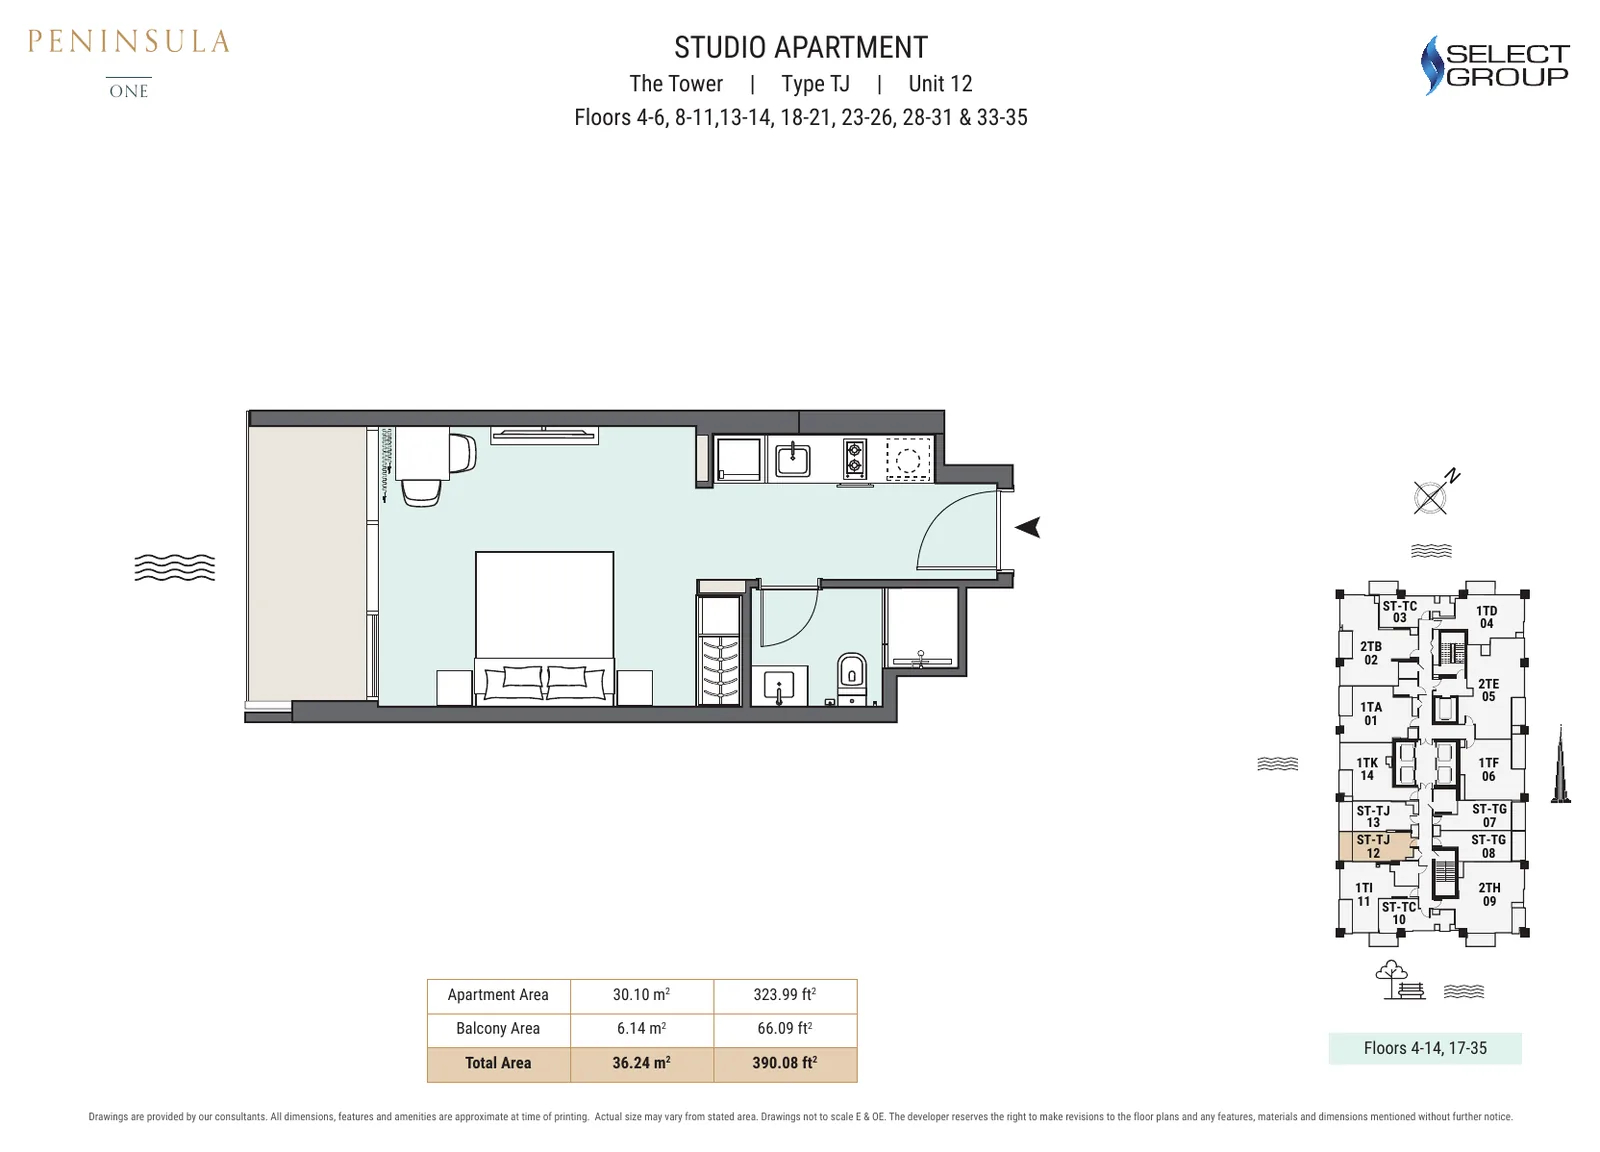 PENINSULA
ONE
STUDIO APARTMENT
The Tower | Type TJ | Unit 12
Floors 4-6, 8-11,13-14, 18-21, 23-26, 28-31 & 33-35
SELECT
GROUP
N
ST-TC
03
1TD
04
2TB
02
2TE
05
1TA
01
1TK
14
1TF
06
ST-TJ
13
ST-TG
07
ST-TJ
12
ST-TG
08
1TI
11
2TH
09
ST-TC
10
Floors 4-14, 17-35
Apartment Area 30.10 m² 323.99 ft²
Balcony Area 6.14 m² 66.09 ft²
Total Area 36.24 m² 390.08 ft²
Drawings are provided by our consultants. All dimensions, features and amenities are approximate at time of printing. Actual size may vary from stated area. Drawings not to scale E & OE. The developer reserves the right to make revisions to the floor plans and any features, materials and dimensions mentioned without further notice.